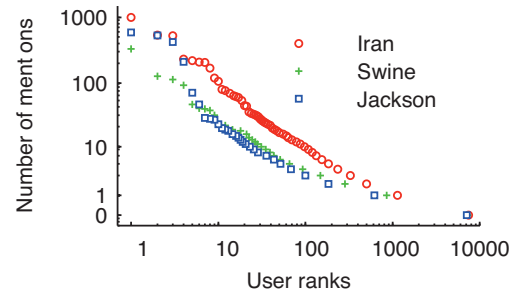 Number of ment ons
1000
100
10
1
0
Iran
Swine
Jackson
1 10 100 1000 10000
User ranks